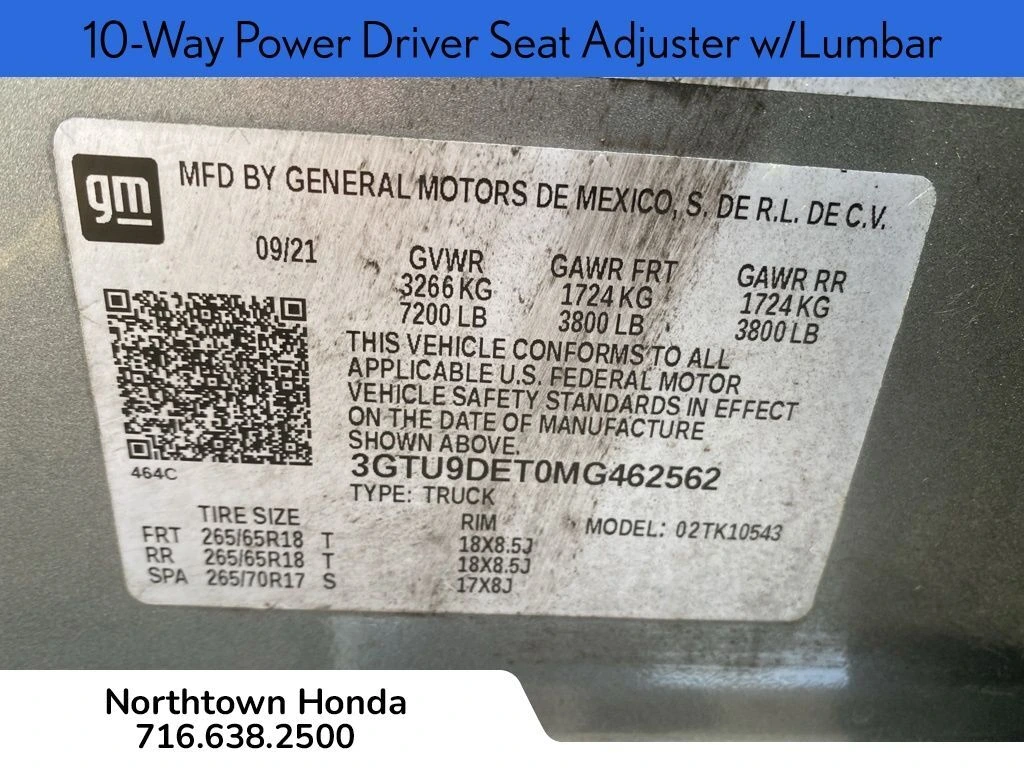 10-Way Power Driver Seat Adjuster w/Lumbar
gm
MFD BY GENERAL MOTORS DE MEXICO, S. DE R.L. DE C.V.
09/21
GVWR
3266 KG
7200 LB
GAWR FRT
1724 KG
3800 LB
GAWR RR
1724 KG
3800 LB
THIS VEHICLE CONFORMS TO ALL
APPLICABLE U.S. FEDERAL MOTOR
VEHICLE SAFETY STANDARDS IN EFFECT
ON THE DATE OF MANUFACTURE
SHOWN ABOVE.
464C
3GTU9DET0MG462562
TYPE: TRUCK
MODEL: 02TK10543
TIRE SIZE RIM
FRT 265/65R18 T 18X8.5J
RR 265/65R18 T 18X8.5J
SPA 265/70R17 S 17X8J
Northtown Honda
716.638.2500